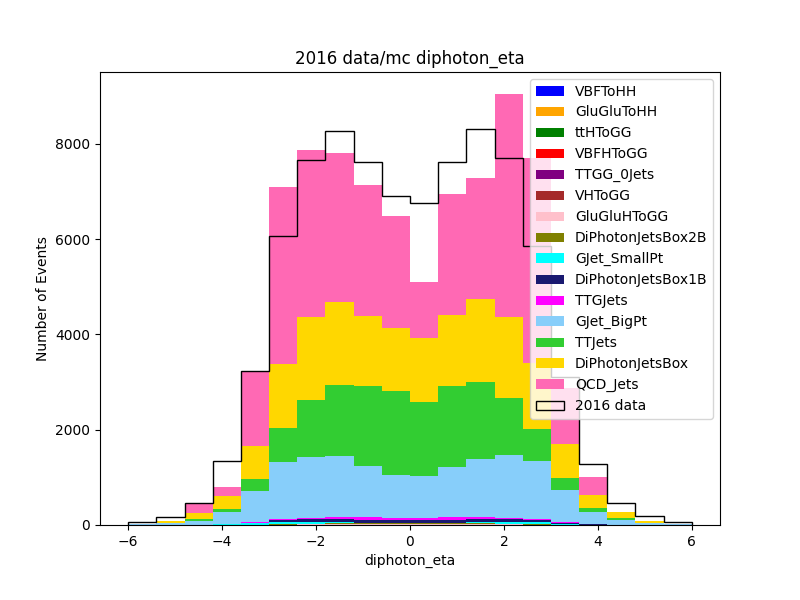 2016 data/mc diphoton_eta
Number of Events
8000
6000
4000
2000
0
−6
−4
−2
0
2
4
6
diphoton_eta
VBFToHH
GluGluToHH
ttHToGG
VBFHToGG
TTGG_0Jets
VHToGG
GluGluHToGG
DiPhotonJetsBox2B
GJet_SmallPt
DiPhotonJetsBox1B
TTGJets
GJet_BigPt
TTJets
DiPhotonJetsBox
QCD_Jets
2016 data